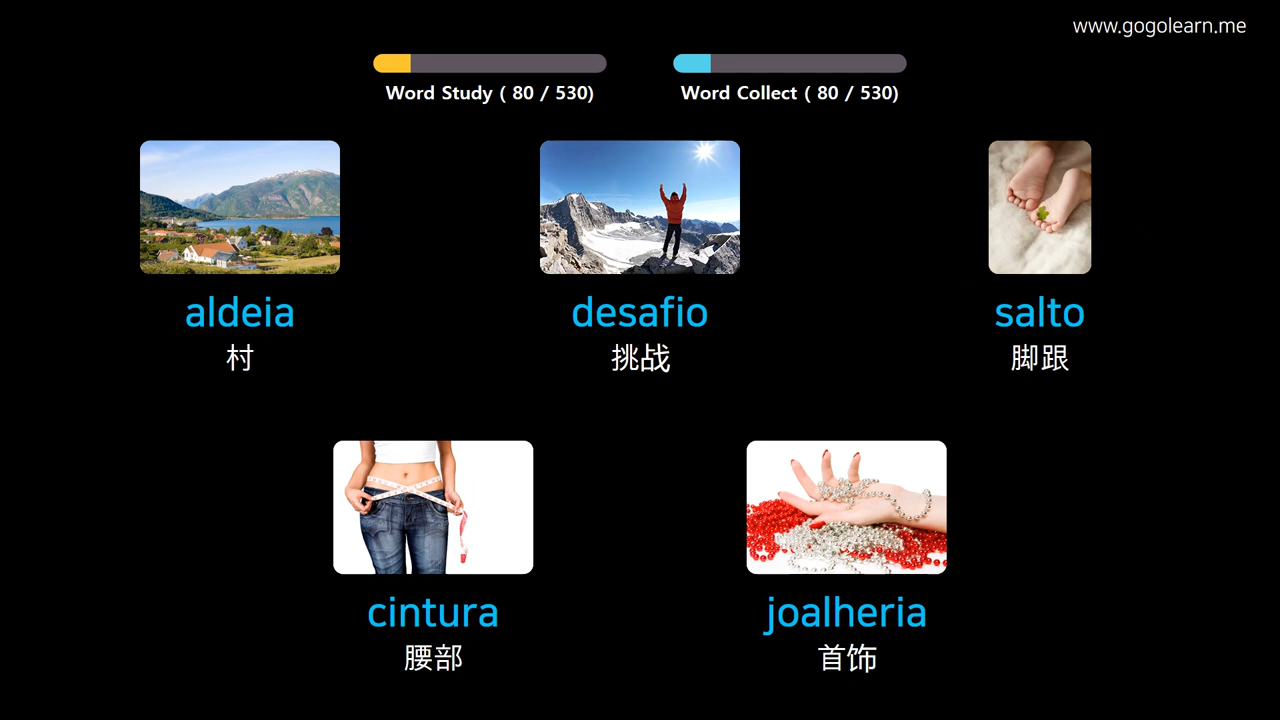 www.gogolearn.me
Word Study ( 80 / 530)
Word Collect ( 80 / 530)
aldeia
村
desafio
挑战
salto
脚跟
cintura
腰部
joalheria
首饰